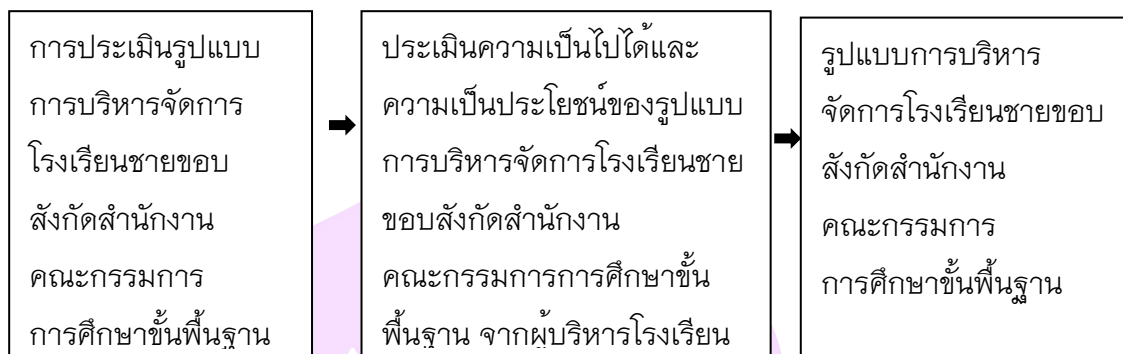 การประเมินรูปแบบ
การบริหารจัดการ
โรงเรียนชายขอบ
สังกัดสำนักงาน
คณะกรรมการ
การศึกษาขั้นพื้นฐาน
ประเมินความเป็นไปได้และ
ความเป็นประโยชน์ของรูปแบบ
การบริหารจัดการโรงเรียนชาย
ขอบสังกัดสำนักงาน
คณะกรรมการการศึกษาขั้น
พื้นฐาน จากผู้บริหารโรงเรียน
รูปแบบการบริหาร
จัดการโรงเรียนชายขอบ
สังกัดสำนักงาน
คณะกรรมการ
การศึกษาขั้นพื้นฐาน